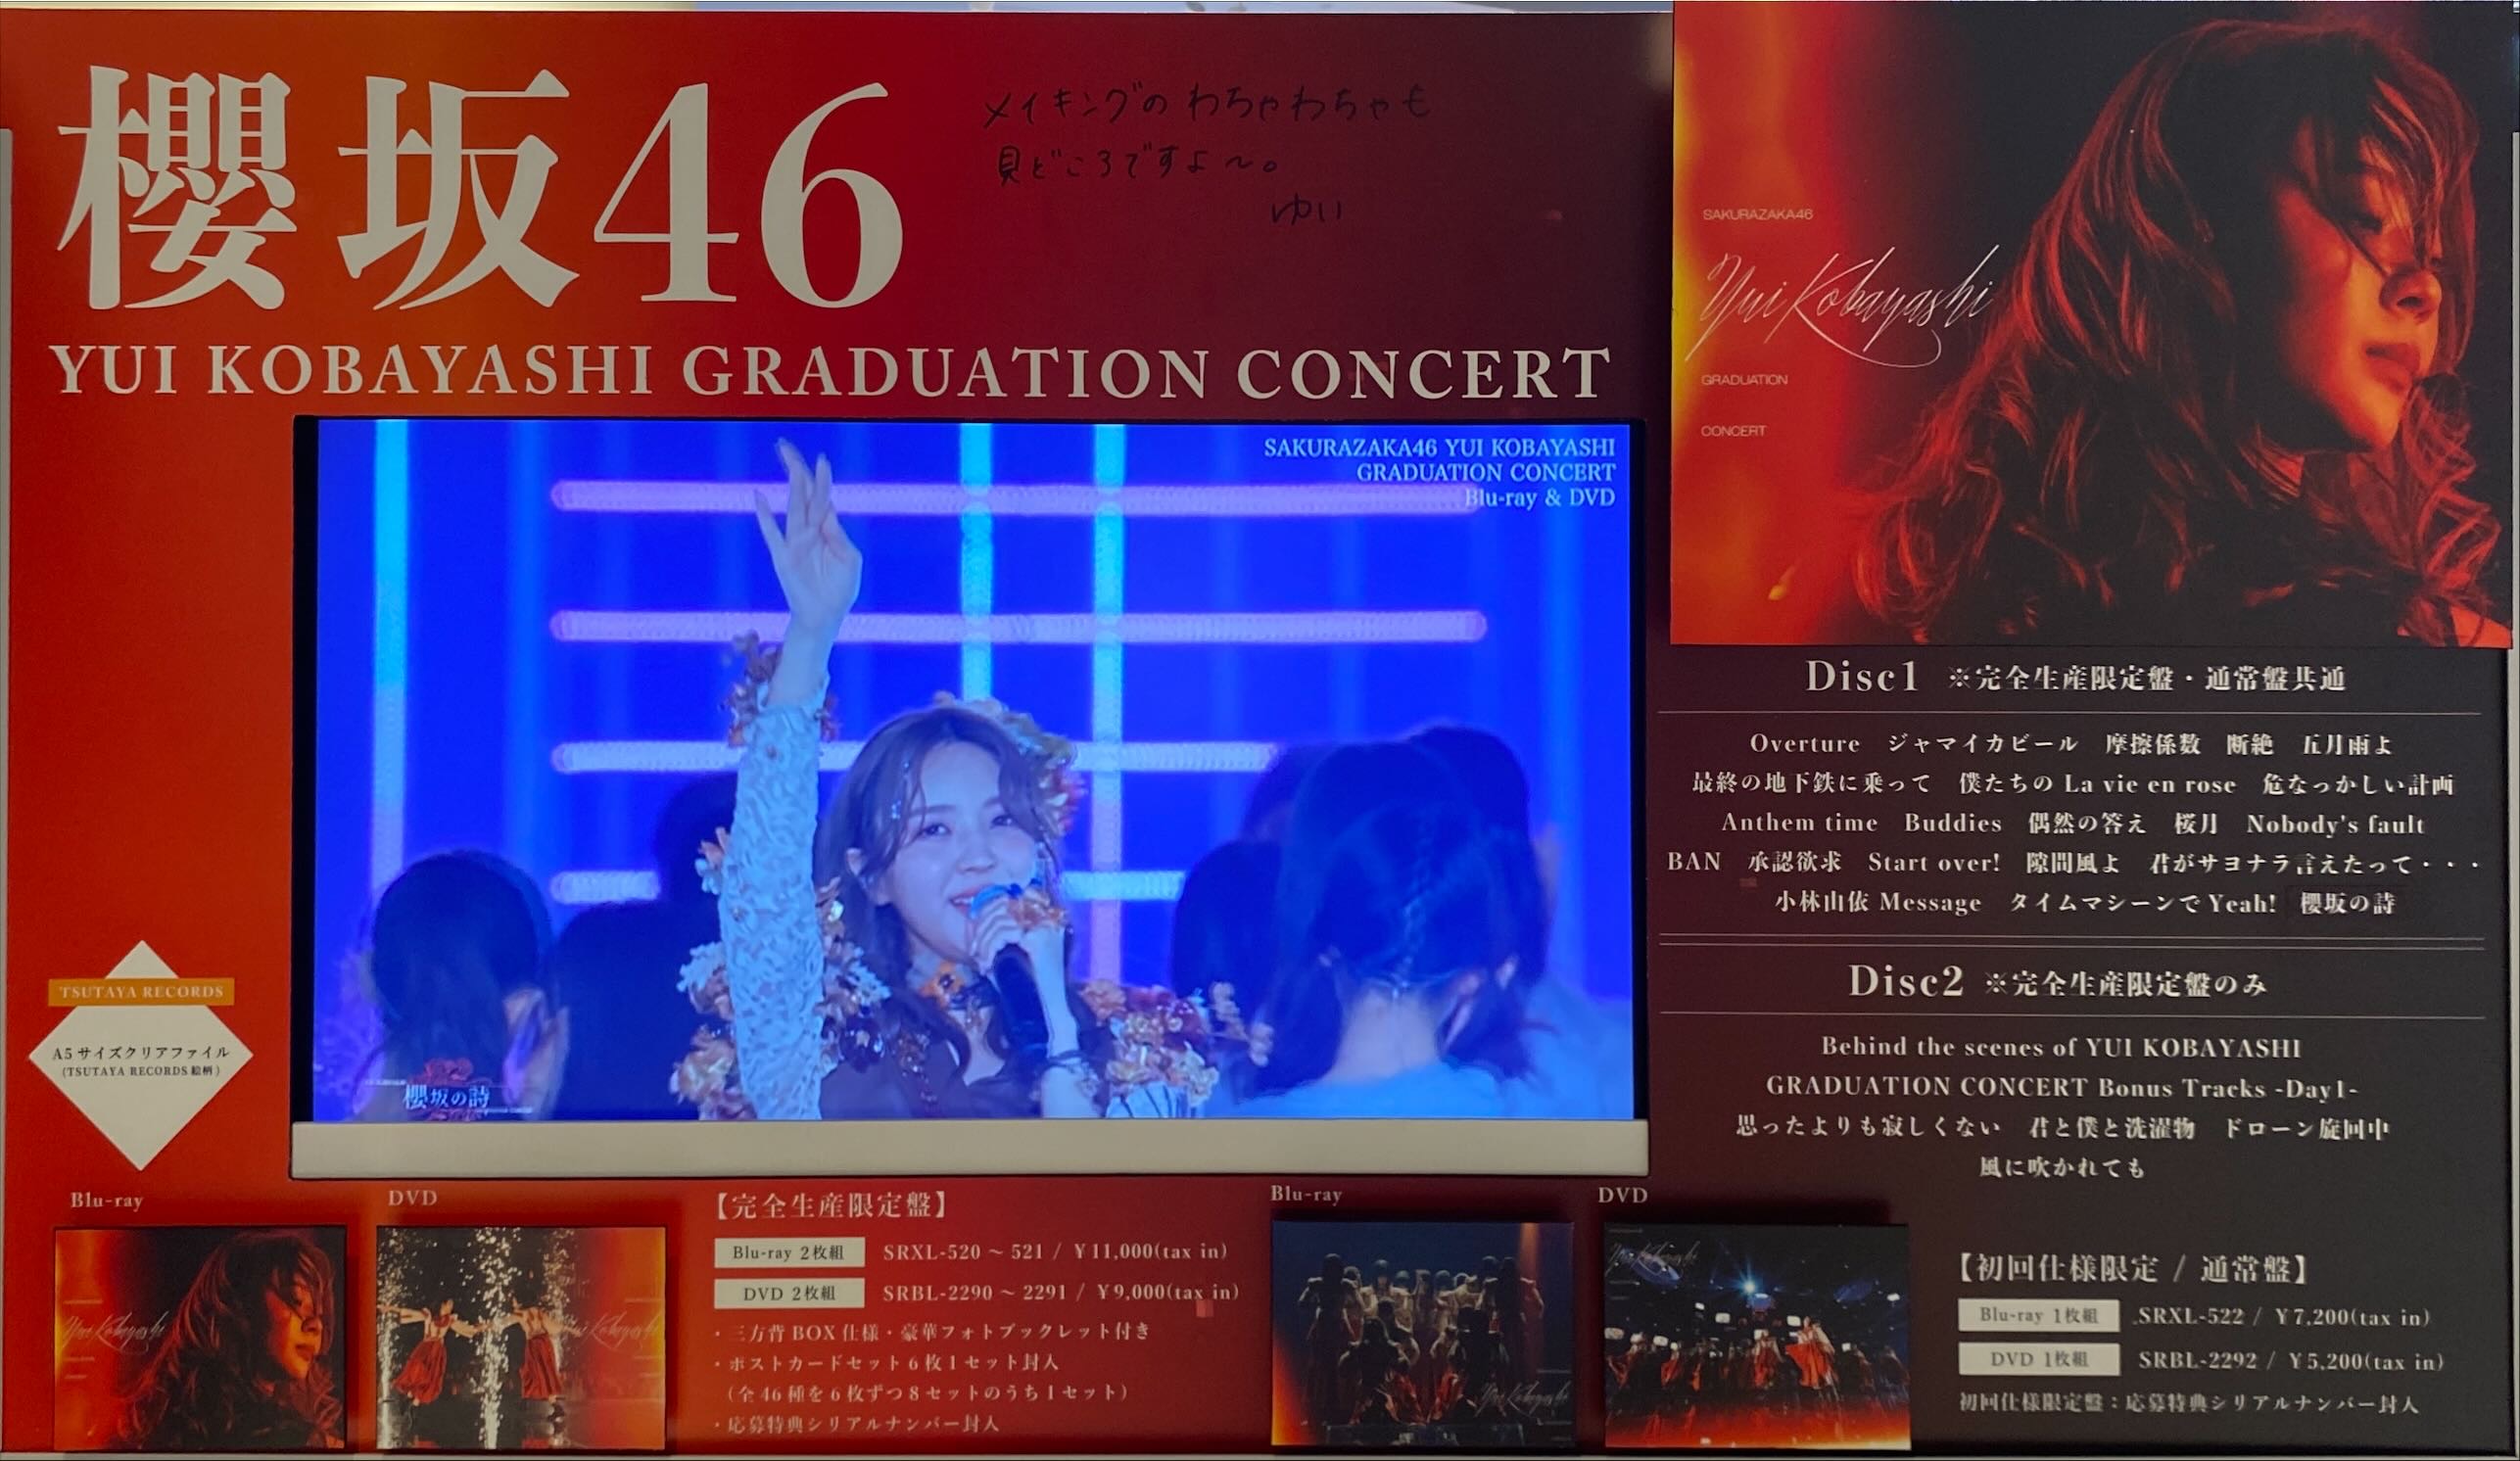 櫻坂46
メイキングのわちゃわちゃも
見どころですよ〜。
ゆい
YUI KOBAYASHI GRADUATION CONCERT
SAKURAZAKA46
Yui Kobayashi
GRADUATION
CONCERT
SAKURAZAKA46 YUI KOBAYASHI
GRADUATION CONCERT
Blu-ray & DVD
櫻坂の詩
Disc1 ※完全生産限定盤・通常盤共通
Overture ジャマイカビール 摩擦係数 断絶 五月雨よ
最終の地下鉄に乗って 僕たちの La vie en rose 危なっかしい計画
Anthem time Buddies 偶然の答え 桜月 Nobody's fault
BAN 承認欲求 Start over! 隙間風よ 君がサヨナラ言えたって・・・
小林由依 Message タイムマシーンでYeah! 櫻坂の詩
Disc2 ※完全生産限定盤のみ
Behind the scenes of YUI KOBAYASHI
GRADUATION CONCERT Bonus Tracks -Day1-
思ったよりも寂しくない 君と僕と洗濯物 ドローン旋回中
風に吹かれても
TSUTAYA RECORDS
A5サイズクリアファイル
(TSUTAYA RECORDS絵柄)
Blu-ray
Yui Kobayashi
DVD
Yui Kobayashi
【完全生産限定盤】
Blu-ray 2枚組 SRXL-520 ~ 521 / ¥11,000(tax in)
DVD 2枚組 SRBL-2290 ~ 2291 / ¥9,000(tax in)
・三方背BOX仕様・豪華フォトブックレット付き
・ポストカードセット6枚1セット封入
(全46種を6枚ずつ8セットのうち1セット)
・応募特典シリアルナンバー封入
Blu-ray
Yui Kobayashi
DVD
Yui Kobayashi
【初回仕様限定 / 通常盤】
Blu-ray 1枚組 SRXL-522 / ¥7,200(tax in)
DVD 1枚組 SRBL-2292 / ¥5,200(tax in)
初回仕様限定盤：応募特典シリアルナンバー封入